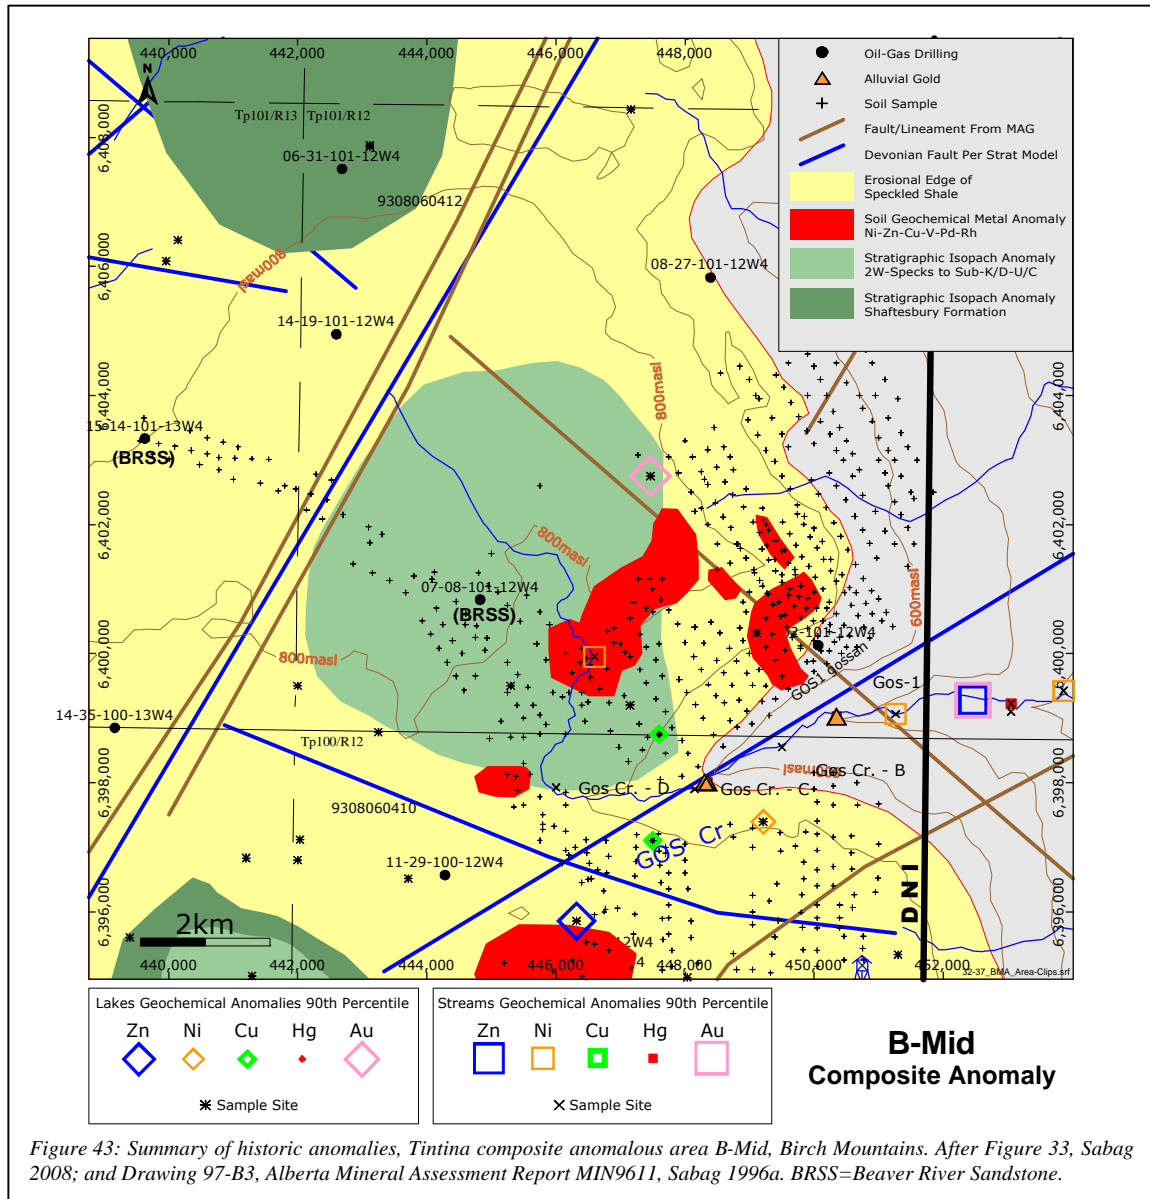 440,000
442,000
444,000
446,000
448,000
Oil-Gas Drilling
Alluvial Gold
Soil Sample
Fault/Lineament From MAG
Devonian Fault Per Strat Model
Erosional Edge of
Speckled Shale
Soil Geochemical Metal Anomaly
Ni-Zn-Cu-V-Pd-Rh
Stratigraphic Isopach Anomaly
2W-Specks to Sub-K/D-U/C
Stratigraphic Isopach Anomaly
Shaftesbury Formation
N
6,408,000
Tp101/R13
Tp101/R12
06-31-101-12W4
9308060412
6,406,000
800masl
08-27-101-12W4
14-19-101-12W4
6,404,000
6,404,000
800masl
15-14-101-13W4
(BRSS)
6,402,000
6,402,000
800masl
07-08-101-12W4
(BRSS)
600masl
2-101-12W4
6,400,000
6,400,000
800masl
GOS1 gossan
Gos-1
14-35-100-13W4
Tp100/R12
6,398,000
6,398,000
600masl
Gos Cr. - B
Gos Cr. - D
Gos Cr. - C
9308060410
GOS Cr
11-29-100-12W4
DNI
6,396,000
6,396,000
2km
12W4
440,000
442,000
444,000
446,000
448,000
450,000
452,000
32-37_BMA_Area-Clips.srf
Lakes Geochemical Anomalies 90th Percentile
Zn Ni Cu Hg Au
Sample Site
Streams Geochemical Anomalies 90th Percentile
Zn Ni Cu Hg Au
Sample Site
B-Mid
Composite Anomaly
Figure 43: Summary of historic anomalies, Tintina composite anomalous area B-Mid, Birch Mountains. After Figure 33, Sabag
2008; and Drawing 97-B3, Alberta Mineral Assessment Report MIN9611, Sabag 1996a. BRSS=Beaver River Sandstone.